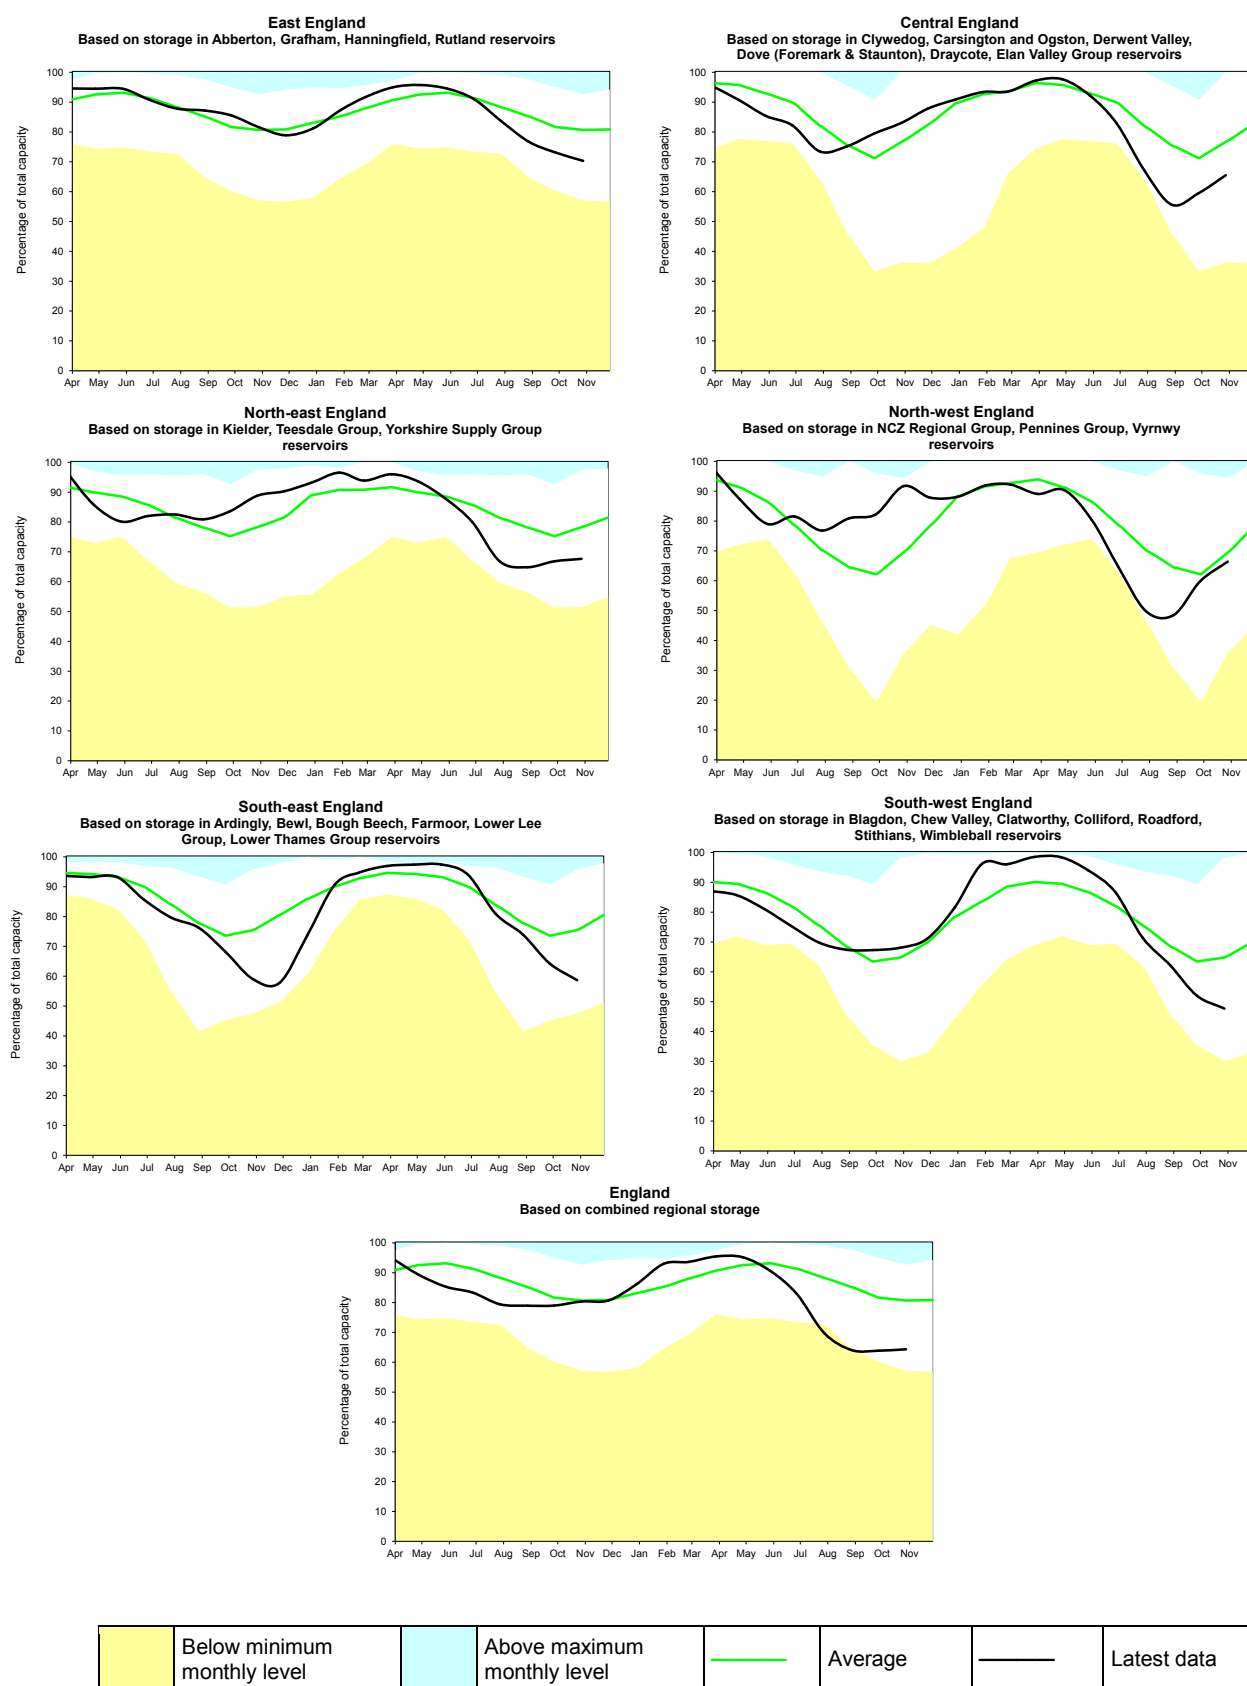 East England
Based on storage in Abberton, Grafham, Hanningfield, Rutland reservoirs
Percentage of total capacity
100
90
80
70
60
50
40
30
20
10
0
Apr May Jun Jul Aug Sep Oct Nov Dec Jan Feb Mar Apr May Jun Jul Aug Sep Oct Nov
Central England
Based on storage in Clywedog, Carsington and Ogston, Derwent Valley,
Dove (Foremark & Staunton), Draycote, Elan Valley Group reservoirs
Percentage of total capacity
100
90
80
70
60
50
40
30
20
10
0
Apr May Jun Jul Aug Sep Oct Nov Dec Jan Feb Mar Apr May Jun Jul Aug Sep Oct Nov
North-east England
Based on storage in Kielder, Teesdale Group, Yorkshire Supply Group
reservoirs
Percentage of total capacity
100
90
80
70
60
50
40
30
20
10
0
Apr May Jun Jul Aug Sep Oct Nov Dec Jan Feb Mar Apr May Jun Jul Aug Sep Oct Nov
North-west England
Based on storage in NCZ Regional Group, Pennines Group, Vyrnwy
reservoirs
Percentage of total capacity
100
90
80
70
60
50
40
30
20
10
0
Apr May Jun Jul Aug Sep Oct Nov Dec Jan Feb Mar Apr May Jun Jul Aug Sep Oct Nov
South-east England
Based on storage in Ardingly, Bewl, Bough Beech, Farmoor, Lower Lee
Group, Lower Thames Group reservoirs
Percentage of total capacity
100
90
80
70
60
50
40
30
20
10
0
Apr May Jun Jul Aug Sep Oct Nov Dec Jan Feb Mar Apr May Jun Jul Aug Sep Oct Nov
South-west England
Based on storage in Blagdon, Chew Valley, Clatworthy, Colliford, Roadford,
Stithians, Wimbleball reservoirs
Percentage of total capacity
100
90
80
70
60
50
40
30
20
10
0
Apr May Jun Jul Aug Sep Oct Nov Dec Jan Feb Mar Apr May Jun Jul Aug Sep Oct Nov
England
Based on combined regional storage
Percentage of total capacity
100
90
80
70
60
50
40
30
20
10
0
Apr May Jun Jul Aug Sep Oct Nov Dec Jan Feb Mar Apr May Jun Jul Aug Sep Oct Nov
Below minimum
monthly level
Above maximum
monthly level
Average
Latest data